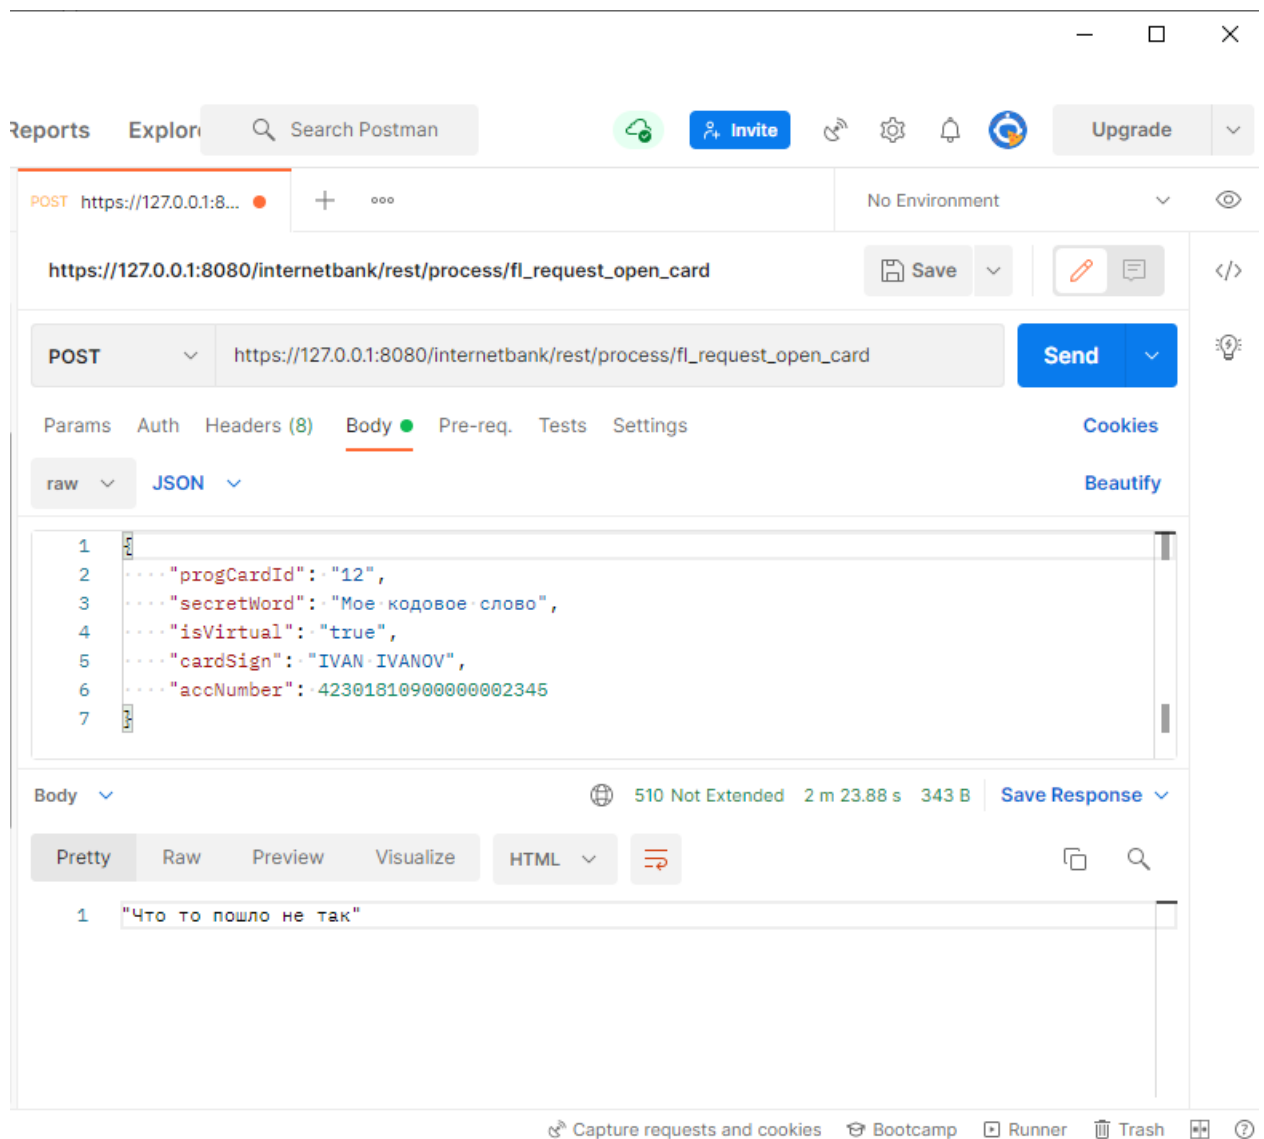 Reports Explor Search Postman Invite Upgrade
POST https://127.0.0.1:8... No Environment
https://127.0.0.1:8080/internetbank/rest/process/fl_request_open_card Save
POST https://127.0.0.1:8080/internetbank/rest/process/fl_request_open_card Send
Params Auth Headers (8) Body Pre-req. Tests Settings Cookies
raw JSON Beautify
1 {
2 "progCardId": "12",
3 "secretWord": "Мое кодовое слово",
4 "isVirtual": "true",
5 "cardSign": "IVAN IVANOV",
6 "accNumber": 42301810900000002345
7 }
Body 510 Not Extended 2 m 23.88 s 343 B Save Response
Pretty Raw Preview Visualize HTML
1 "Что то пошло не так"
Capture requests and cookies Bootcamp Runner Trash